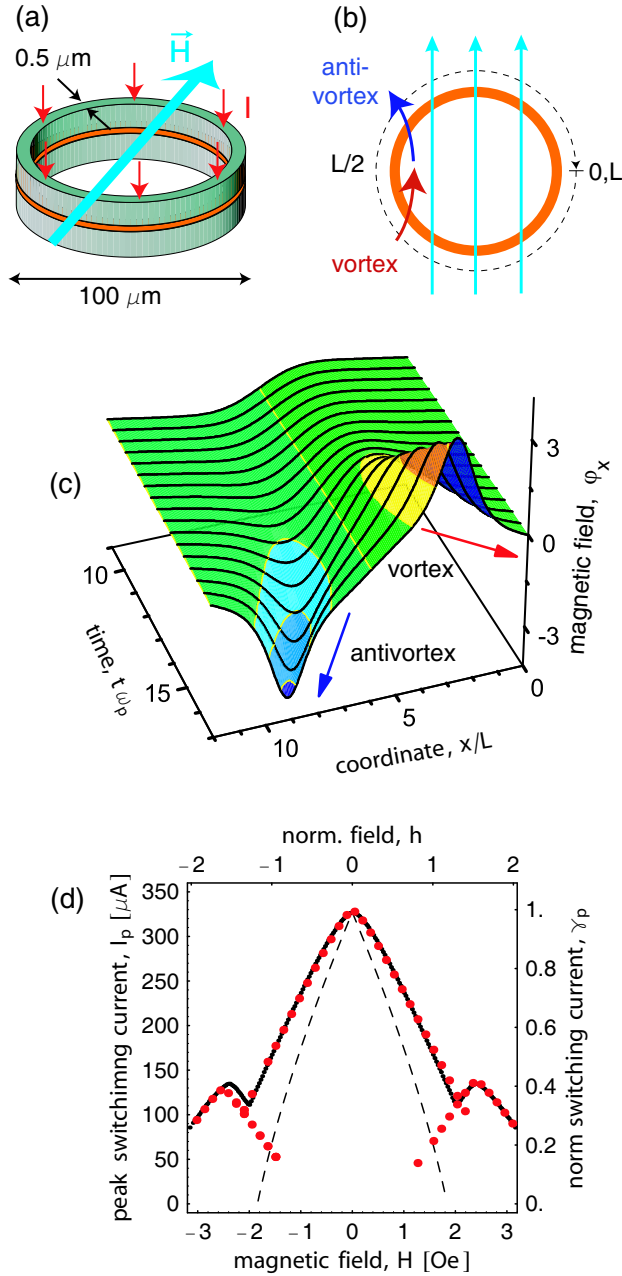 (a)
0.5 μm
H
I
100 μm
(b)
anti-
vortex
L/2
0,L
vortex
(c)
3
0
-3
magnetic field, φx
vortex
antivortex
10
15
time, t ωp
10
5
0
coordinate, x/L
norm. field, h
(d)
−2 −1 0 1 2
350
300
250
200
150
100
50
0
peak switchimng current, Ip [μA]
1.
0.8
0.6
0.4
0.2
0.
norm switching current, γp
−3 −2 −1 0 1 2 3
magnetic field, H [Oe]